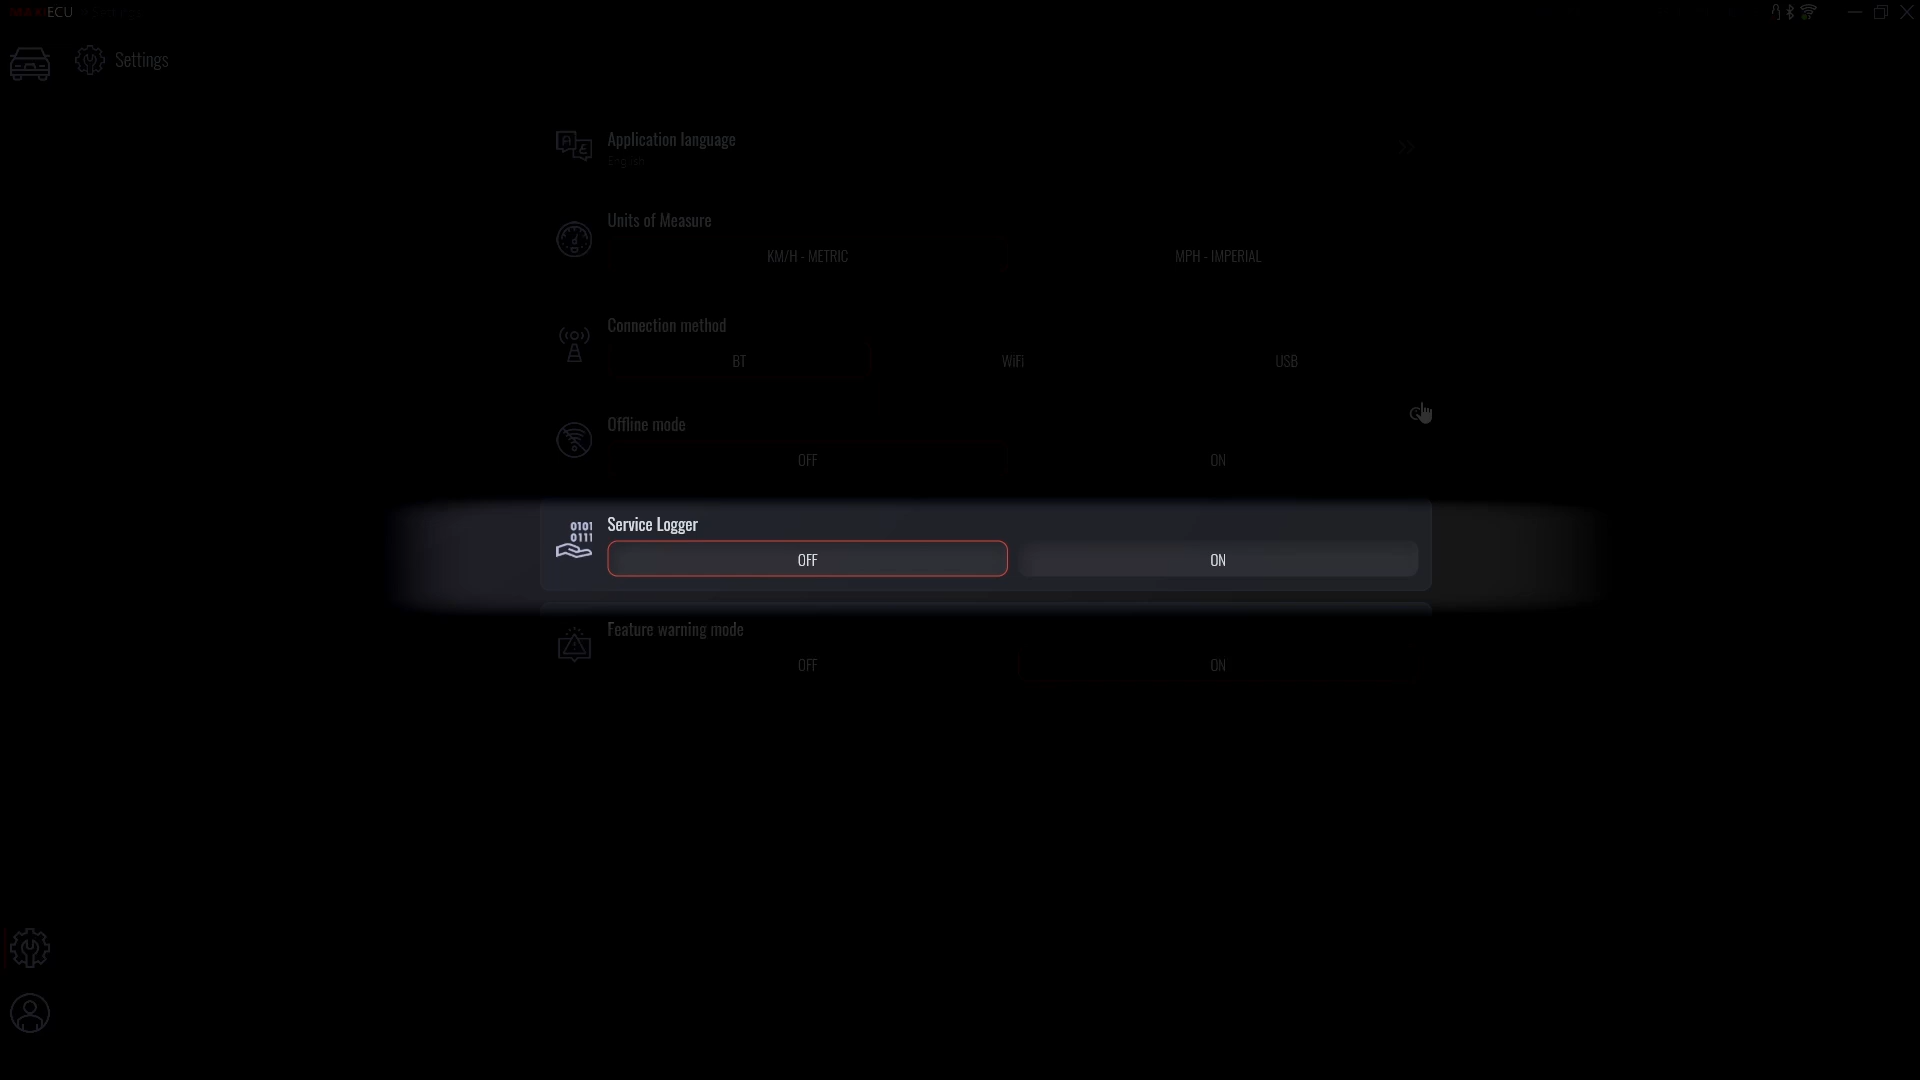 ECU
Settings
Application language
English
Units of Measure
KM/H - METRIC
MPH - IMPERIAL
Connection method
BT
WiFi
USB
Offline mode
OFF
ON
0101
0111
Service Logger
OFF
ON
Feature warning mode
OFF
ON